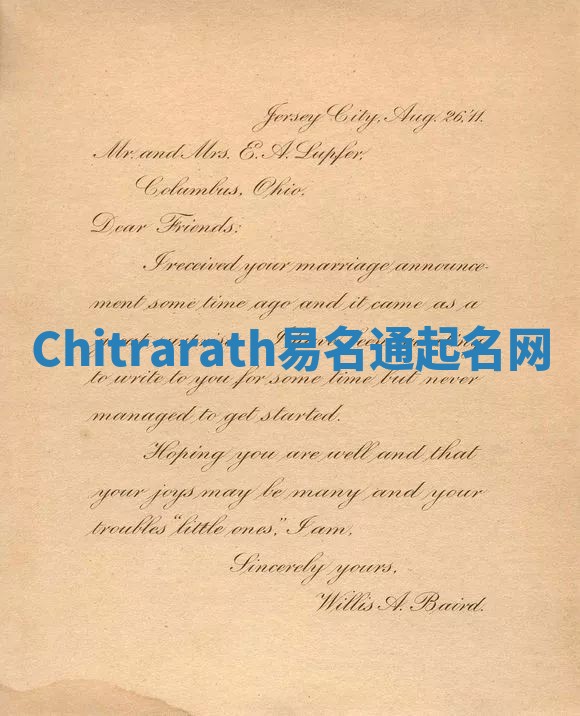 Jersey City, Aug. 26,'11.
Mr. and Mrs. E. A. Lupfer,
Columbus, Ohio.
Dear Friends:
I received your marriage announce-
ment some time ago and it came as a
Chitrarath易名通起名网
to write to you for some time but never
managed to get started.
Hoping you are well and that
your joys may be many and your
troubles "little ones," I am,
Sincerely yours,
Willis A. Baird.